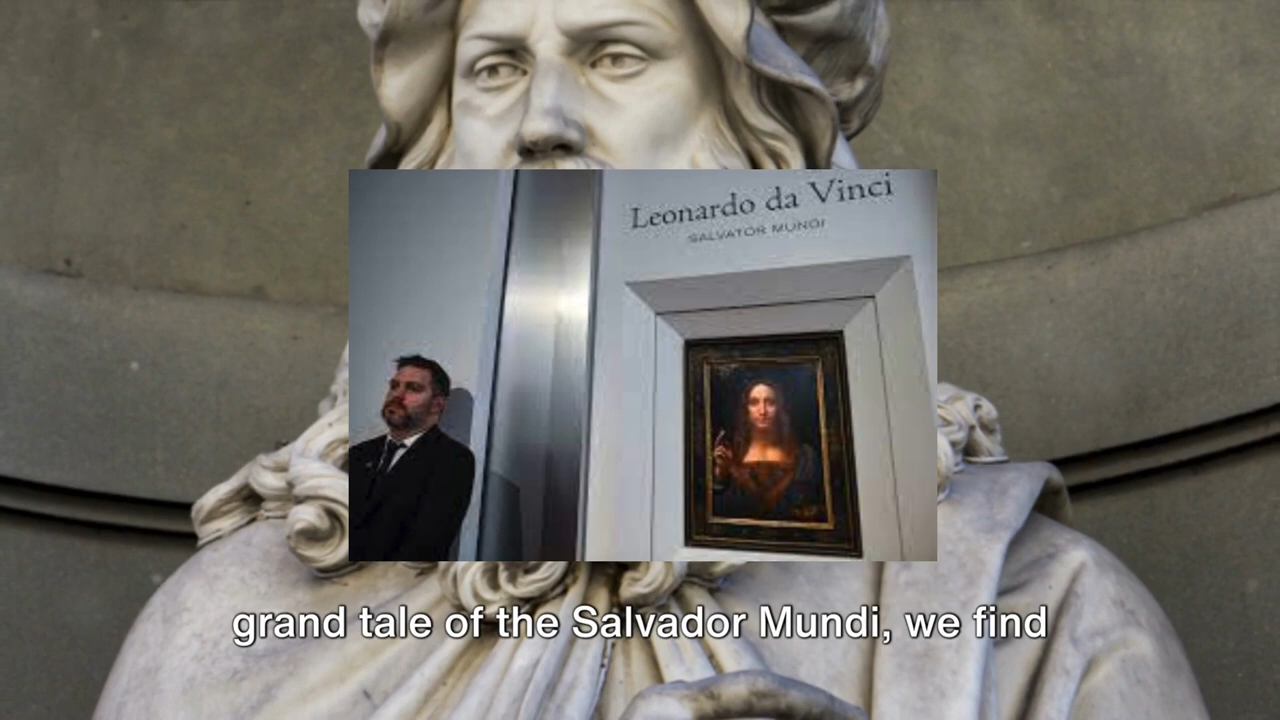 Leonardo da Vinci
SALVATOR MUNDI
grand tale of the Salvador Mundi, we find